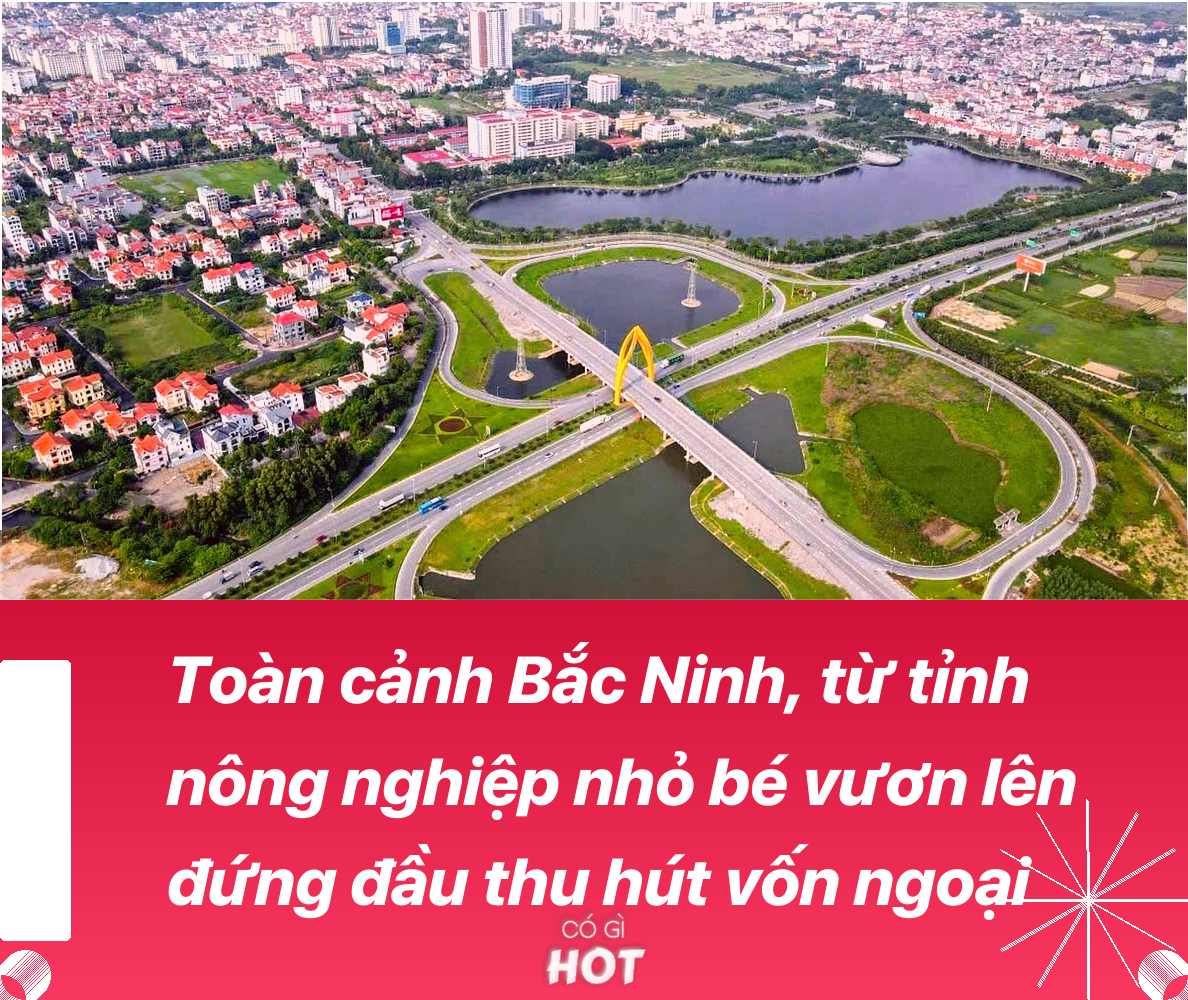 Toàn cảnh Bắc Ninh, từ tỉnh
nông nghiệp nhỏ bé vươn lên
đứng đầu thu hút vốn ngoại
CÓ GÌ
HOT